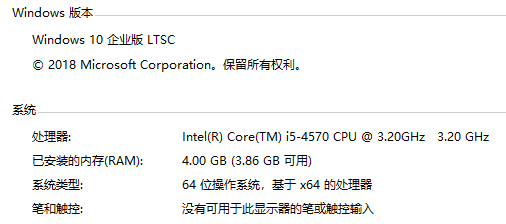 Windows 版本
Windows 10 企业版 LTSC
© 2018 Microsoft Corporation。保留所有权利。
系统
处理器: Intel(R) Core(TM) i5-4570 CPU @ 3.20GHz 3.20 GHz
已安装的内存(RAM): 4.00 GB (3.86 GB 可用)
系统类型: 64 位操作系统，基于 x64 的处理器
笔和触控: 没有可用于此显示器的笔或触控输入